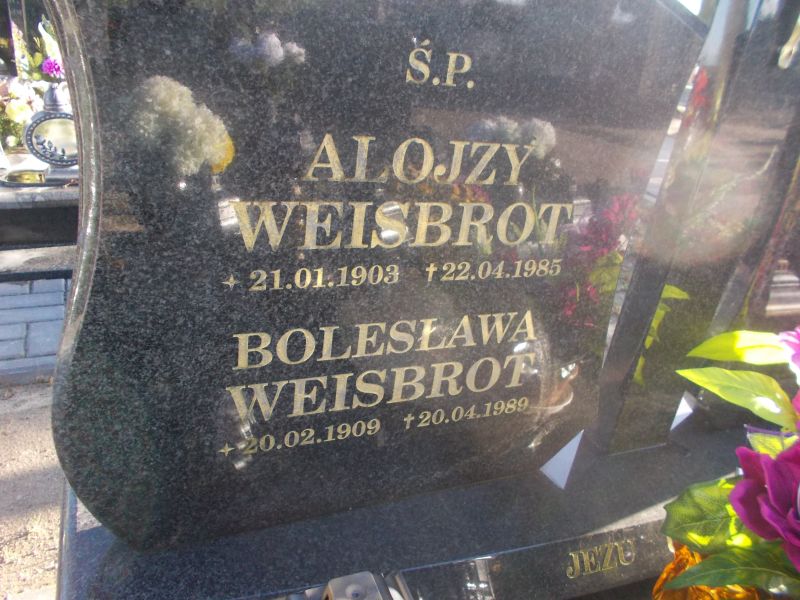 Ś.P.
ALOJZY
WEISBROT
✦ 21.01.1903 ✝ 22.04.1985
BOLESŁAWA
WEISBROT
✦ 20.02.1909 ✝ 20.04.1989
JEZU